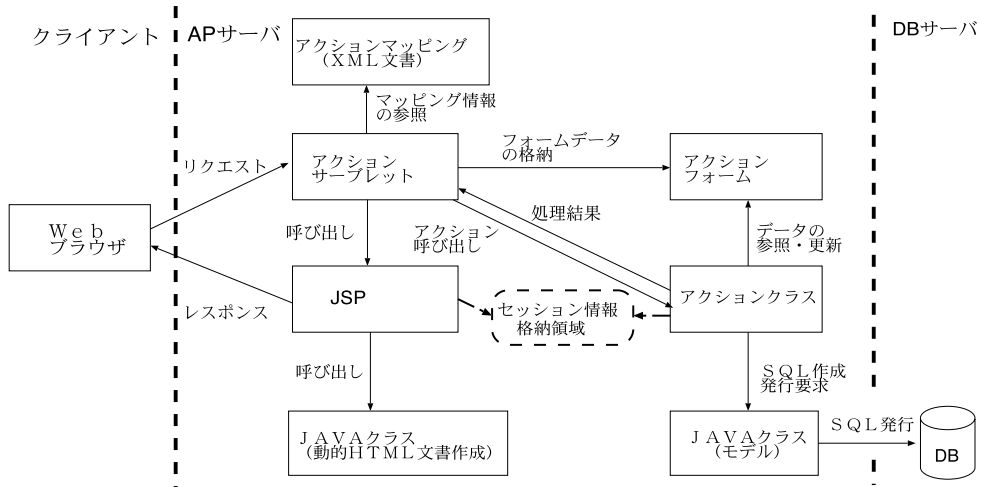 クライアント
APサーバ
DBサーバ
アクションマッピング
（ＸＭＬ文書）
マッピング情報
の参照
リクエスト
アクション
サーブレット
フォームデータ
の格納
アクション
フォーム
Ｗｅｂ
ブラウザ
呼び出し
アクション
呼び出し
処理結果
データの
参照・更新
レスポンス
JSP
セッション情報
格納領域
アクションクラス
呼び出し
ＳＱＬ作成
発行要求
ＪＡＶＡクラス
（動的ＨＴＭＬ文書作成）
ＪＡＶＡクラス
（モデル）
ＳＱＬ発行
DB